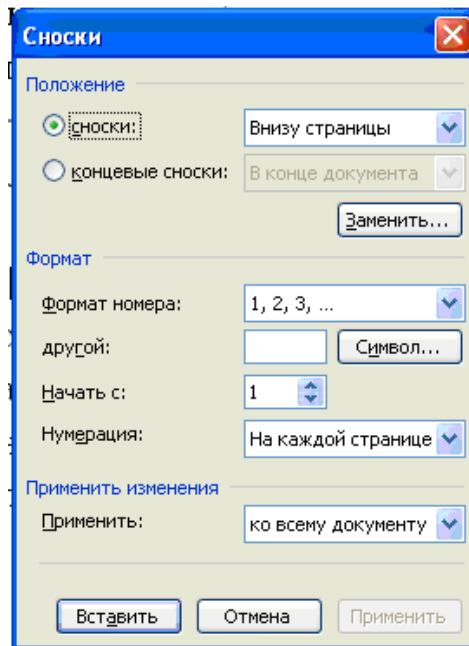 Сноски
Положение
сноски: Внизу страницы
концевые сноски: В конце документа
Заменить...
Формат
Формат номера: 1, 2, 3, ...
другой: Символ...
Начать с: 1
Нумерация: На каждой странице
Применить изменения
Применить: ко всему документу
Вставить Отмена Применить